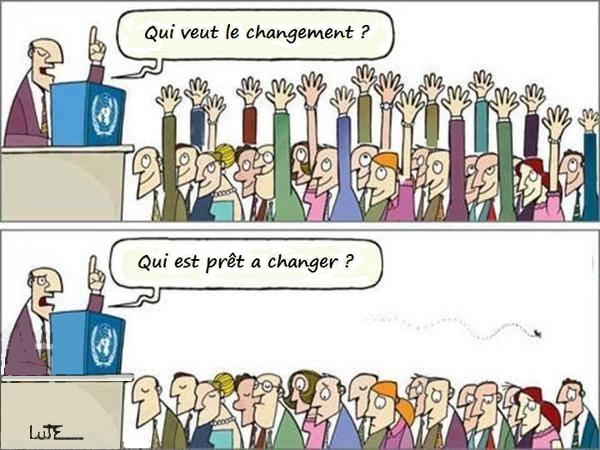 Qui veut le changement ?
Qui est prêt a changer ?
LUTE